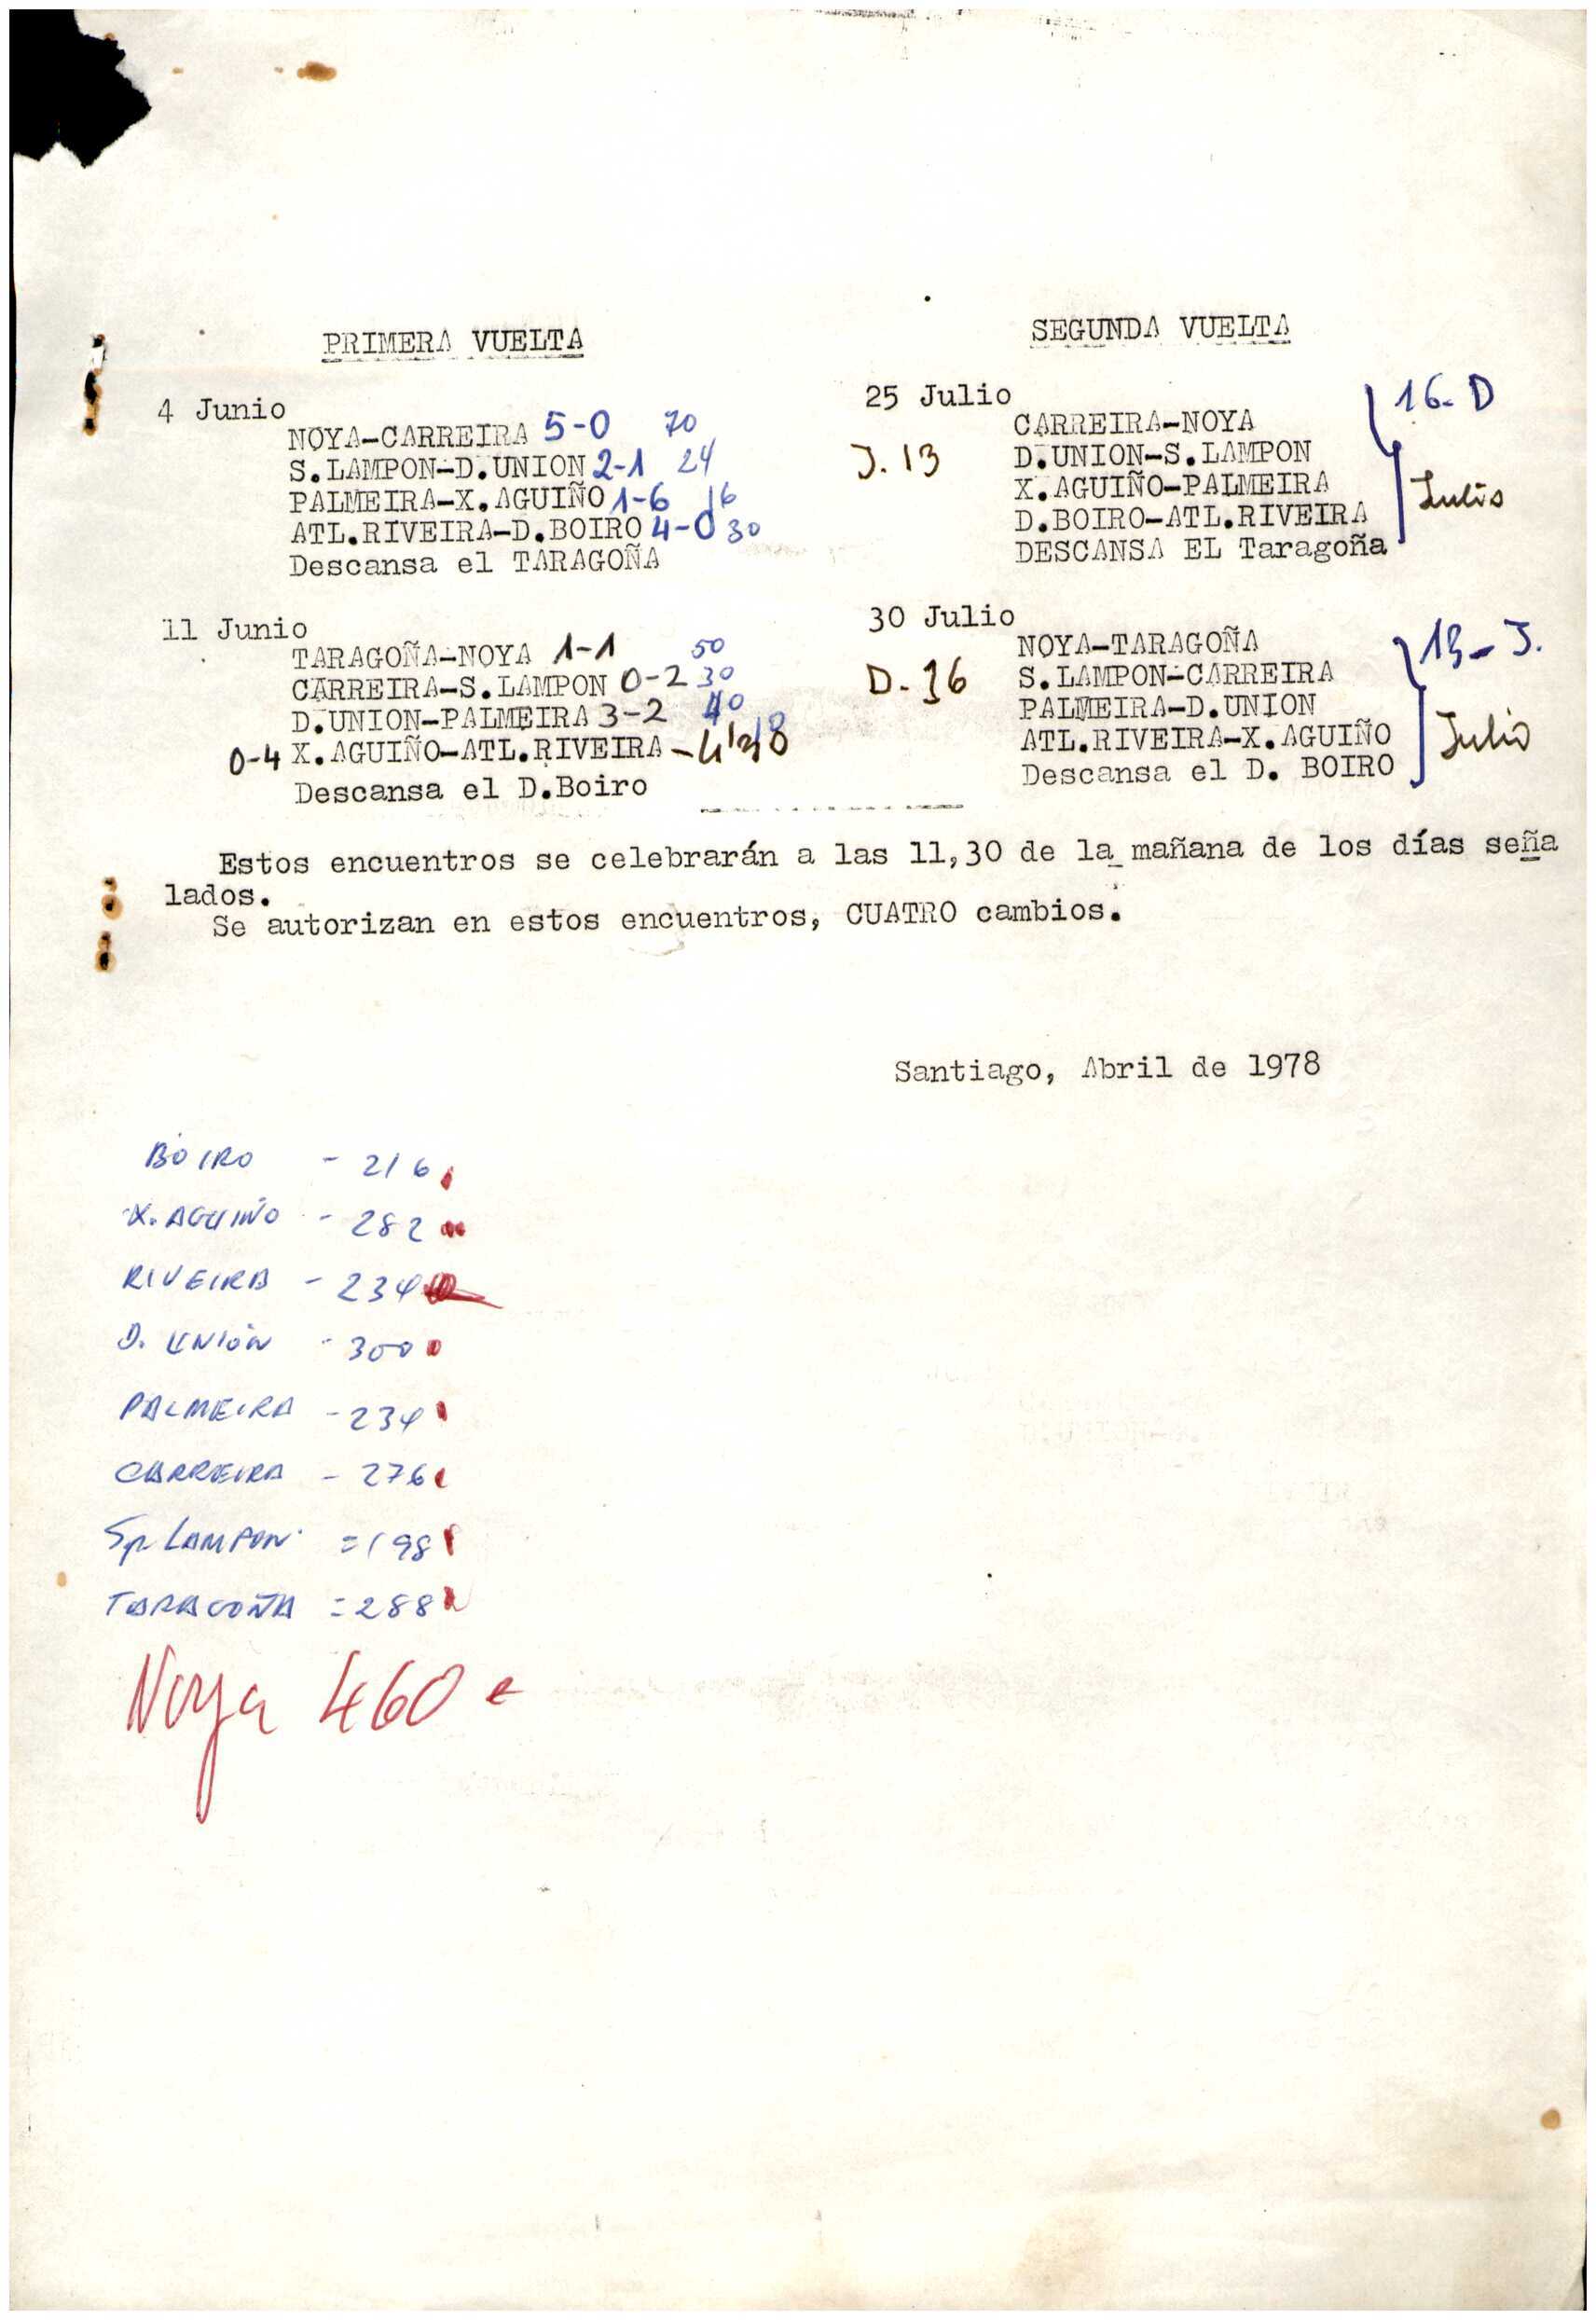 PRIMERA VUELTA
4 Junio
NOYA-CARREIRA 5-0 70
S.LAMPON-D.UNION 2-1 24
PALMEIRA-X.AGUIÑO 1-6 16
ATL.RIVEIRA-D.BOIRO 4-0 30
Descansa el TARAGOÑA
11 Junio
TARAGOÑA-NOYA 1-1 50
CARREIRA-S.LAMPON 0-2 30
D.UNION-PALMEIRA 3-2 40
0-4 X.AGUIÑO-ATL.RIVEIRA
Descansa el D.Boiro
SEGUNDA VUELTA
25 Julio
16-D
CARREIRA-NOYA
J.13 D.UNION-S.LAMPON
X.AGUIÑO-PALMEIRA
Julio
D.BOIRO-ATL.RIVEIRA
DESCANSA EL Taragoña
30 Julio
NOYA-TARAGOÑA 13-J.
D-16 S.LAMPON-CARREIRA
PALMEIRA-D.UNION
ATL.RIVEIRA-X.AGUIÑO Julio
Descansa el D. BOIRO
Estos encuentros se celebrarán a las 11,30 de la mañana de los días seña
lados.
Se autorizan en estos encuentros, CUATRO cambios.
Santiago, Abril de 1978
BOIRO - 216
X. AGUIÑO - 282
RIVEIRA - 234
D. UNIÓN - 300
PALMEIRA - 234
CARREIRA - 276
Sp. LAMPON = 198
TARAGOÑA = 288
Noya 460